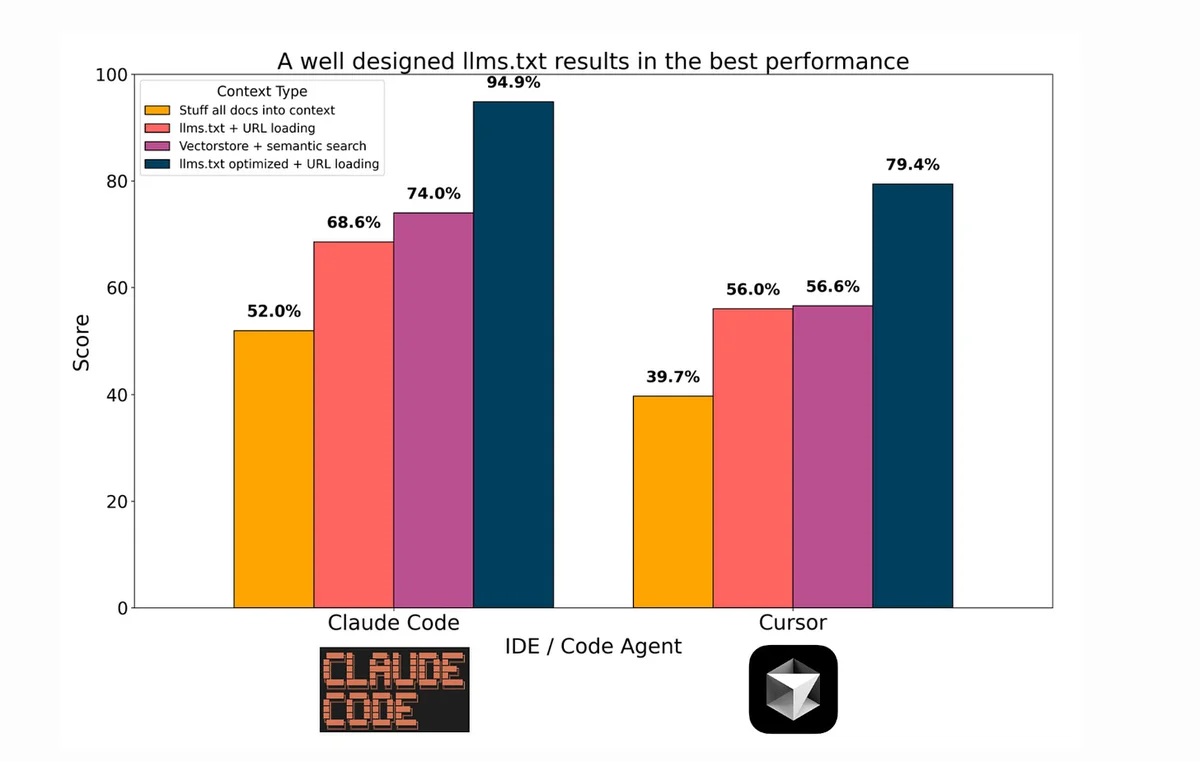 A well designed llms.txt results in the best performance
100
80
60
40
20
0
Score
Context Type
Stuff all docs into context
llms.txt + URL loading
Vectorstore + semantic search
llms.txt optimized + URL loading
52.0%
68.6%
74.0%
94.9%
39.7%
56.0%
56.6%
79.4%
Claude Code
Cursor
IDE / Code Agent
CLAUDE
CODE